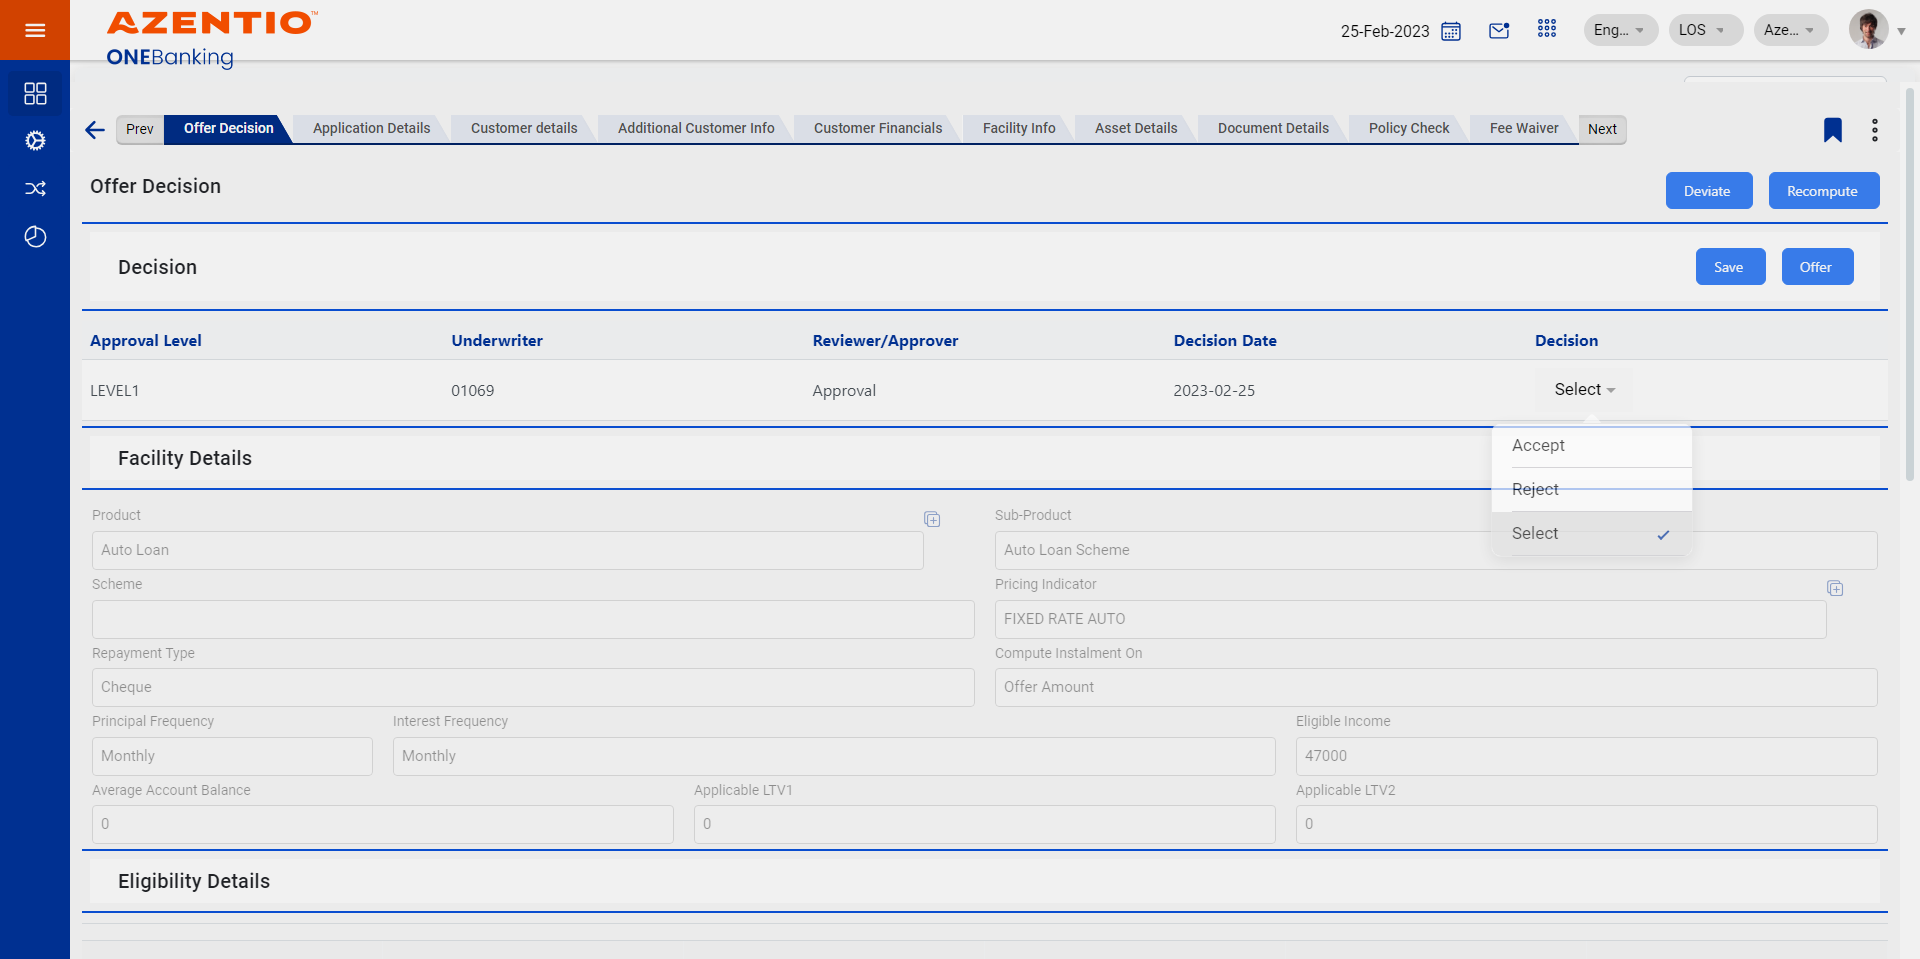 AZENTIO™
ONEBanking
25-Feb-2023
Eng...
LOS
Aze...
Prev
Offer Decision
Application Details
Customer details
Additional Customer Info
Customer Financials
Facility Info
Asset Details
Document Details
Policy Check
Fee Waiver
Next
Offer Decision
Deviate
Recompute
Decision
Save
Offer
Approval Level
Underwriter
Reviewer/Approver
Decision Date
Decision
LEVEL1
01069
Approval
2023-02-25
Select
Accept
Reject
Select
Facility Details
Product
Sub-Product
Auto Loan
Auto Loan Scheme
Scheme
Pricing Indicator
FIXED RATE AUTO
Repayment Type
Compute Instalment On
Cheque
Offer Amount
Principal Frequency
Interest Frequency
Eligible Income
Monthly
Monthly
47000
Average Account Balance
Applicable LTV1
Applicable LTV2
0
0
0
Eligibility Details